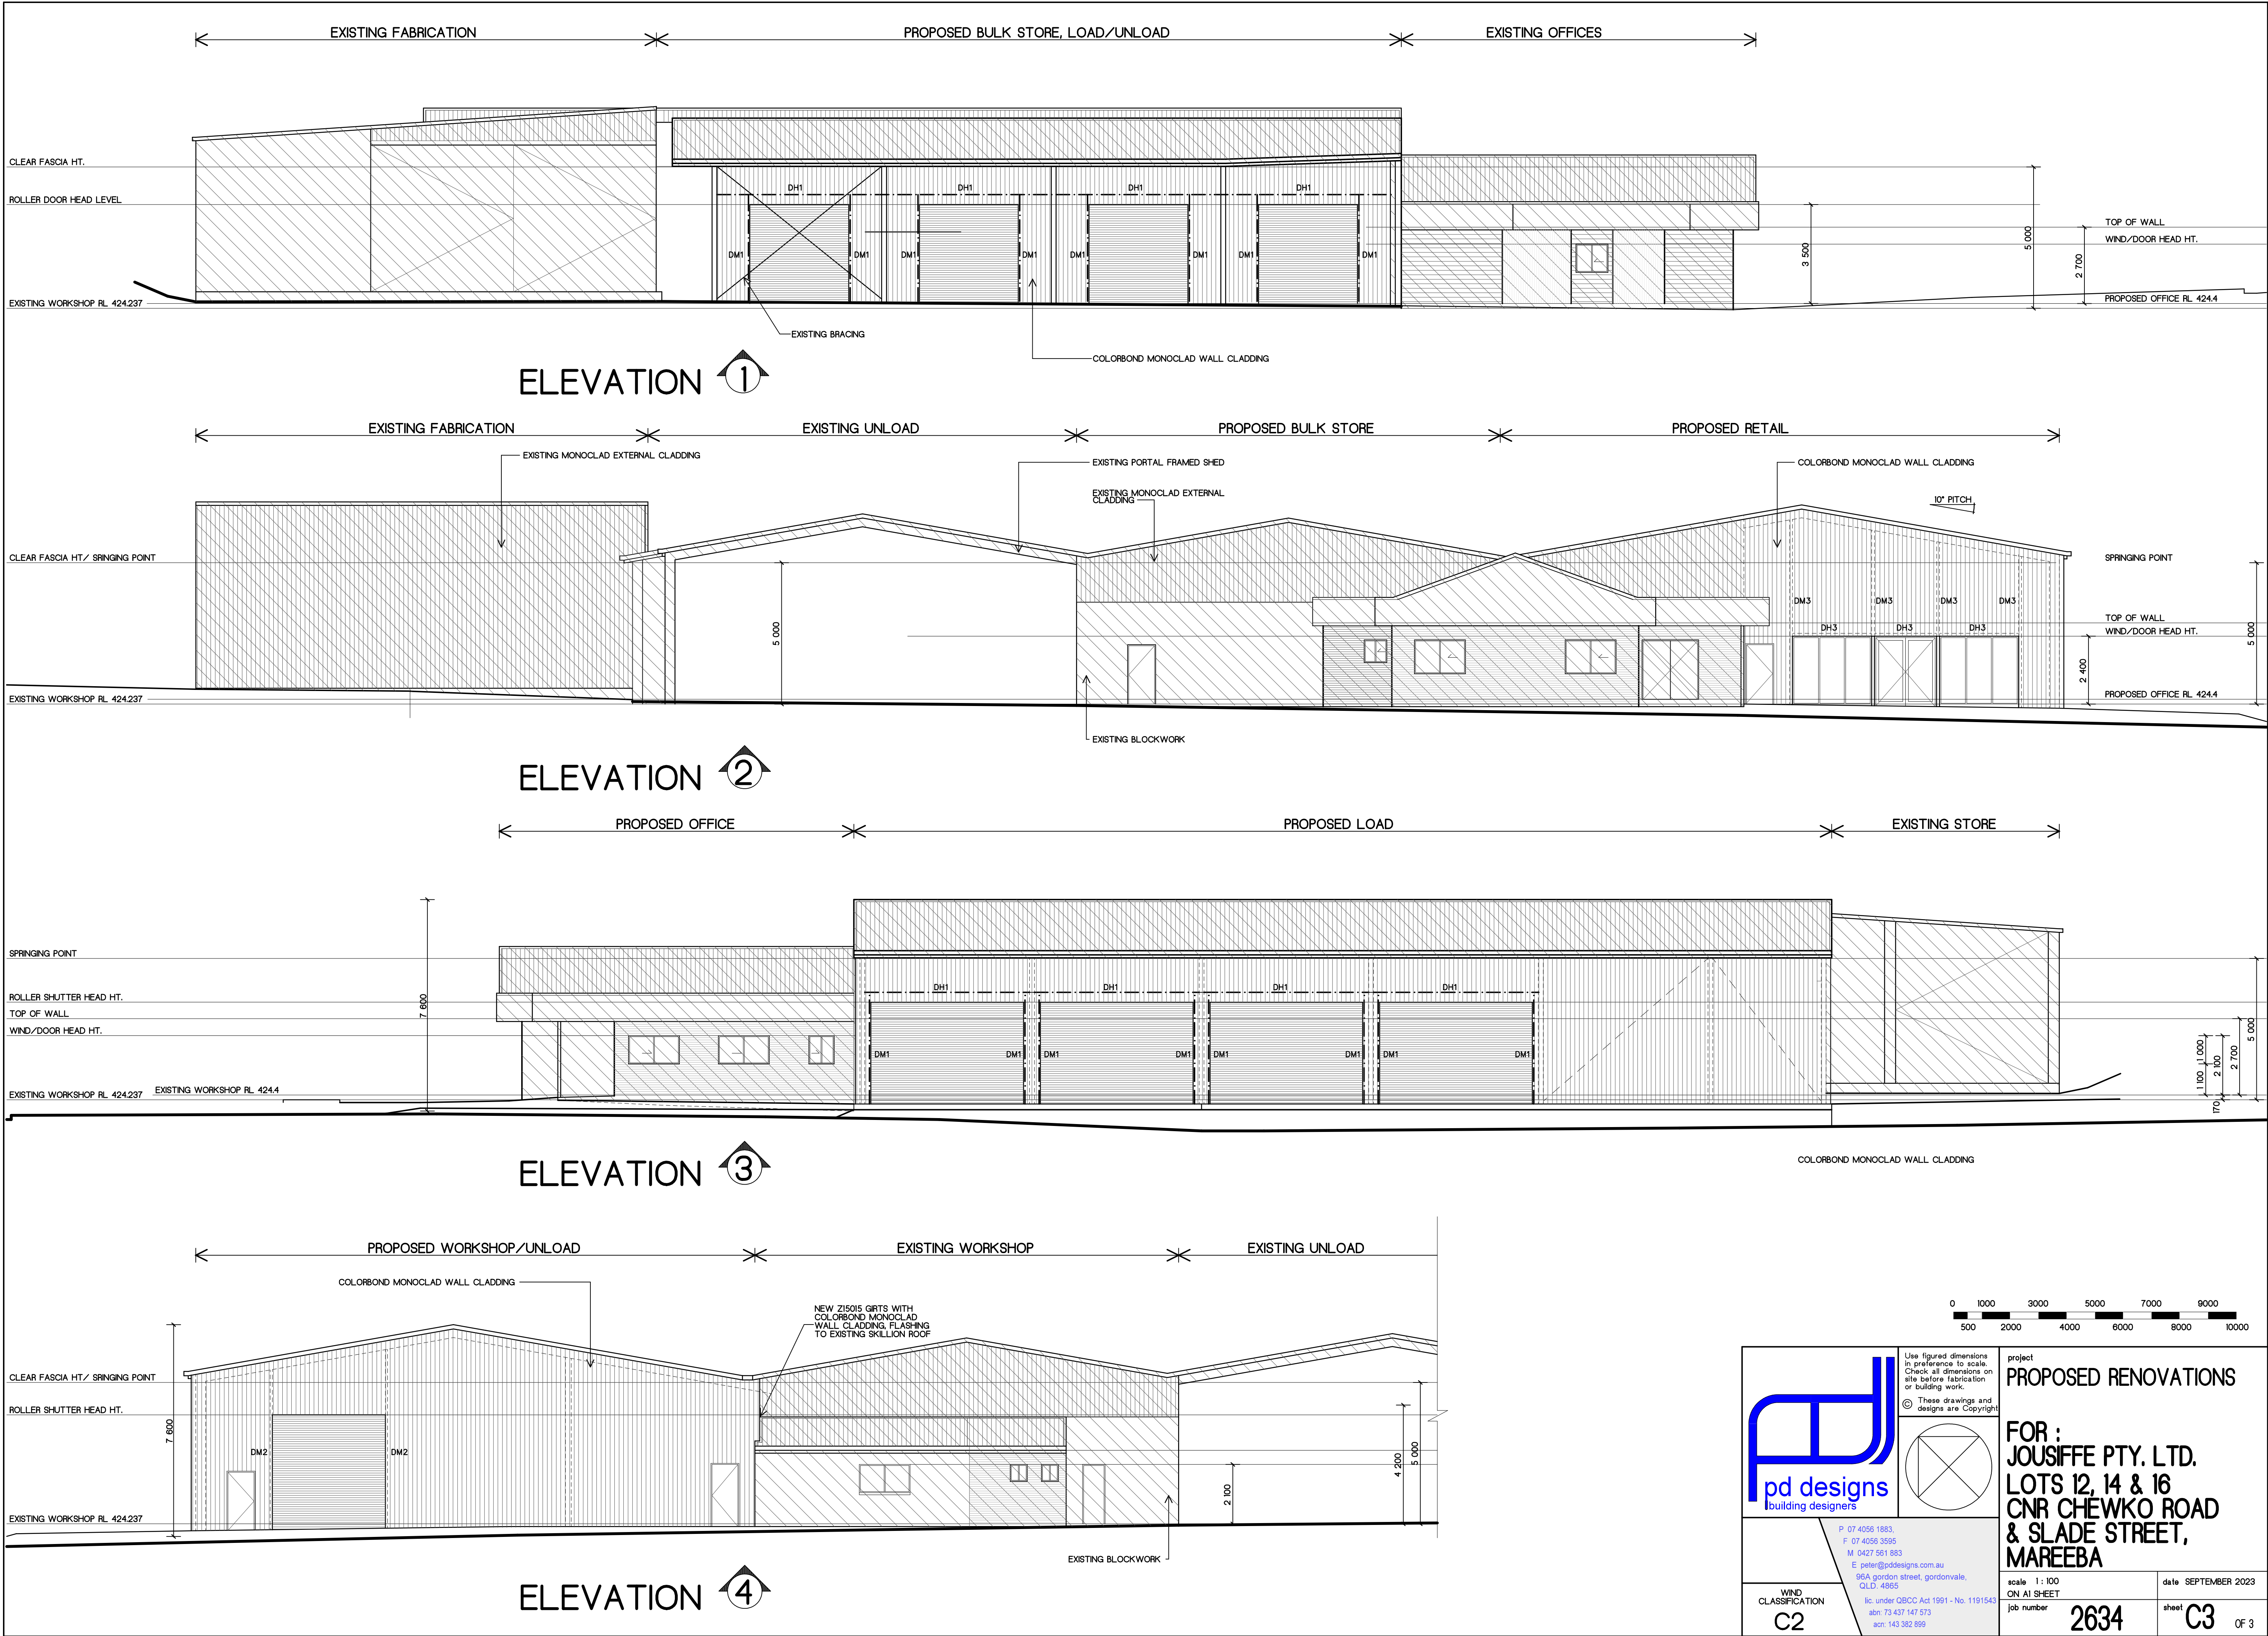 EXISTING FABRICATION
PROPOSED BULK STORE, LOAD/UNLOAD
EXISTING OFFICES
CLEAR FASCIA HT.
ROLLER DOOR HEAD LEVEL
DH1
DH1
DH1
DH1
TOP OF WALL
WIND/DOOR HEAD HT.
3 500
5 000
2 700
DM1
DM1
DM1
DM1
DM1
DM1
DM1
DM1
EXISTING WORKSHOP RL 424.237
PROPOSED OFFICE RL 424.4
EXISTING BRACING
COLORBOND MONOCLAD WALL CLADDING
ELEVATION 1
EXISTING FABRICATION
EXISTING UNLOAD
PROPOSED BULK STORE
PROPOSED RETAIL
EXISTING MONOCLAD EXTERNAL CLADDING
EXISTING PORTAL FRAMED SHED
COLORBOND MONOCLAD WALL CLADDING
EXISTING MONOCLAD EXTERNAL
CLADDING
10° PITCH
CLEAR FASCIA HT/ SRINGING POINT
SPRINGING POINT
DM3
DM3
DM3
DM3
DH3
DH3
DH3
TOP OF WALL
WIND/DOOR HEAD HT.
5 000
2 400
5 000
EXISTING WORKSHOP RL 424.237
PROPOSED OFFICE RL 424.4
EXISTING BLOCKWORK
ELEVATION 2
PROPOSED OFFICE
PROPOSED LOAD
EXISTING STORE
SPRINGING POINT
ROLLER SHUTTER HEAD HT.
TOP OF WALL
WIND/DOOR HEAD HT.
7 600
DH1
DH1
DH1
DH1
DM1
DM1
DM1
DM1
DM1
DM1
DM1
DM1
1 000
1 100
2 100
2 700
5 000
170
EXISTING WORKSHOP RL 424.237
EXISTING WORKSHOP RL 424.4
ELEVATION 3
COLORBOND MONOCLAD WALL CLADDING
PROPOSED WORKSHOP/UNLOAD
EXISTING WORKSHOP
EXISTING UNLOAD
COLORBOND MONOCLAD WALL CLADDING
NEW Z15015 GIRTS WITH
COLORBOND MONOCLAD
WALL CLADDING, FLASHING
TO EXISTING SKILLION ROOF
CLEAR FASCIA HT/ SRINGING POINT
ROLLER SHUTTER HEAD HT.
7 600
DM2
DM2
2 100
4 200
5 000
EXISTING WORKSHOP RL 424.237
EXISTING BLOCKWORK
ELEVATION 4
0 1000 3000 5000 7000 9000
500 2000 4000 6000 8000 10000
pd designs
building designers
Use figured dimensions
in preference to scale.
Check all dimensions on
site before fabrication
or building work.
© These drawings and
designs are Copyright
project
PROPOSED RENOVATIONS
FOR :
JOUSIFFE PTY. LTD.
LOTS 12, 14 & 16
CNR CHEWKO ROAD
& SLADE STREET,
MAREEBA
P 07 4056 1883,
F 07 4056 3595
M 0427 561 883
E peter@pddesigns.com.au
96A gordon street, gordonvale,
QLD. 4865
lic. under QBCC Act 1991 - No. 1191543
abn: 73 437 147 573
acn: 143 382 899
WIND
CLASSIFICATION
C2
scale 1 : 100
ON A1 SHEET
date SEPTEMBER 2023
job number 2634
sheet C3 OF 3